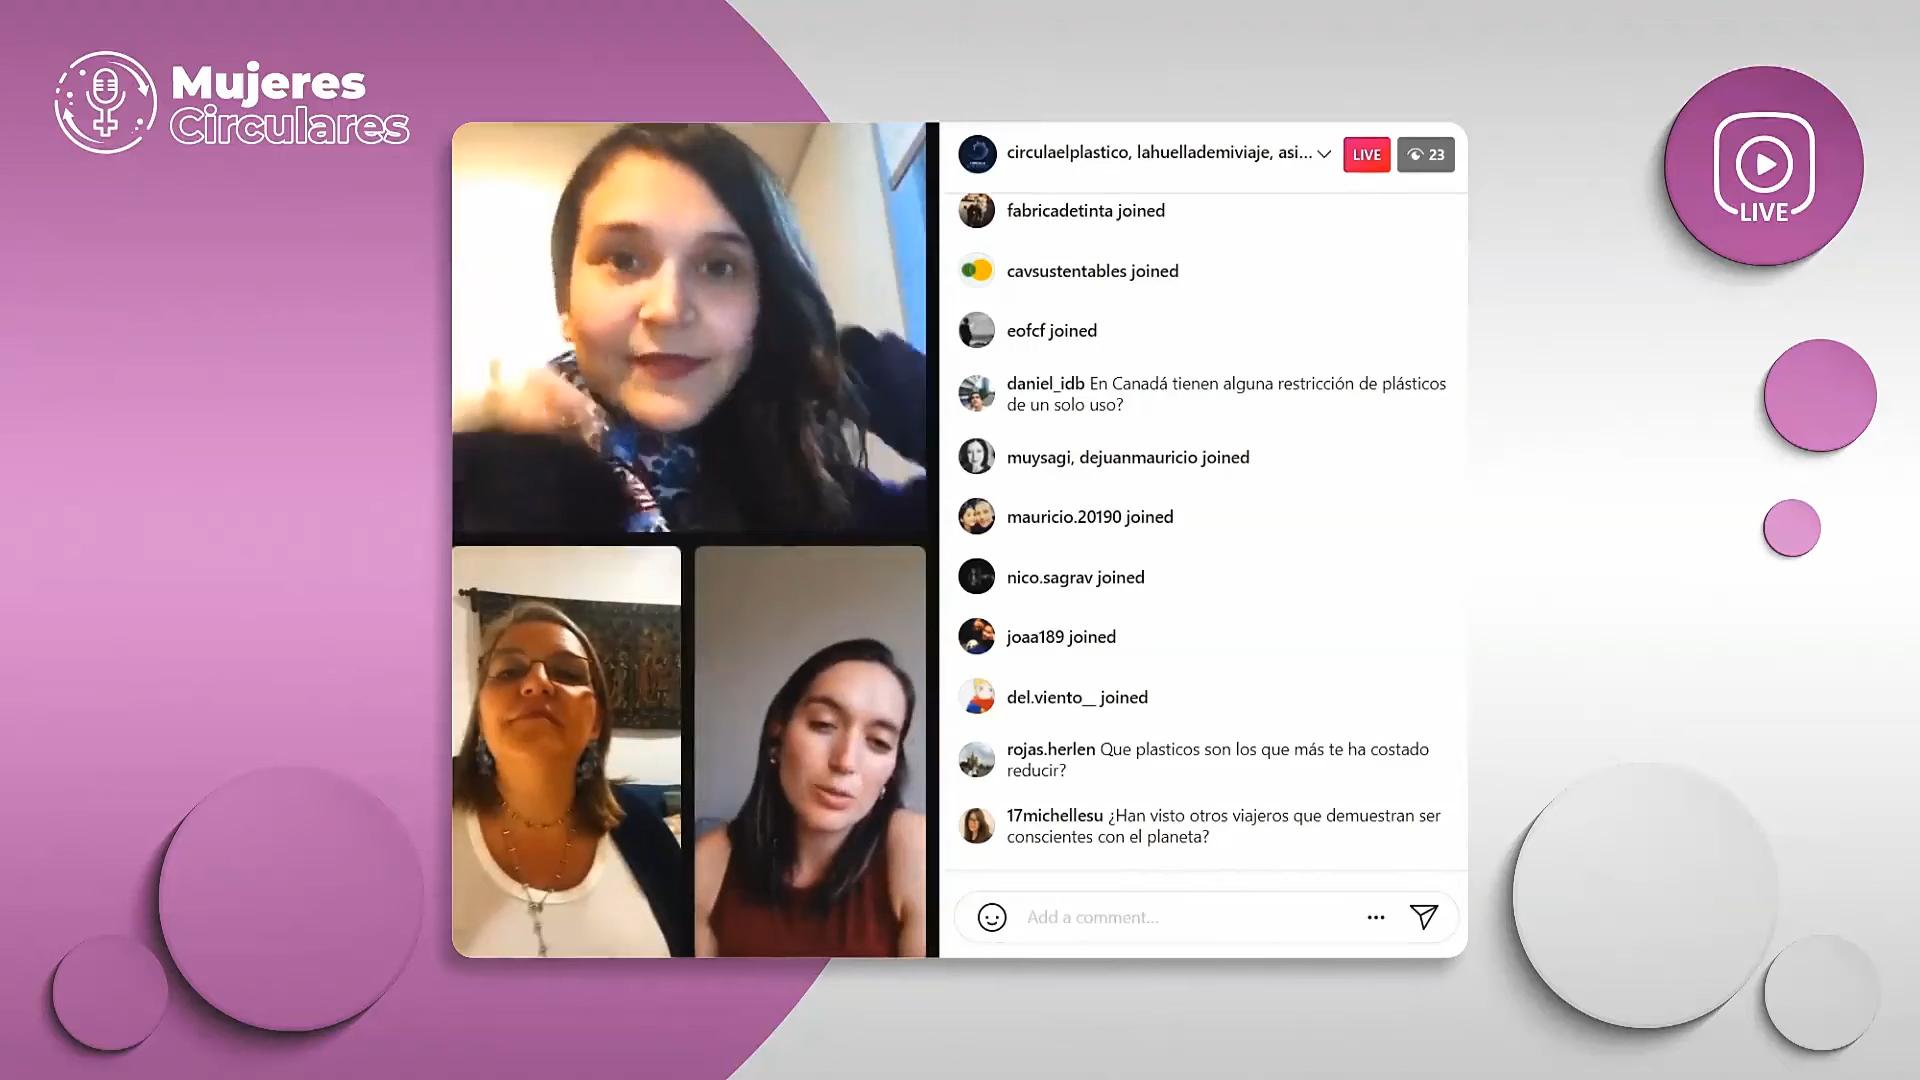 Mujeres
Circulares
circulaelplastico, lahuellademiviaje, asi...
LIVE
23
LIVE
fabricadetinta joined
cavsustentables joined
eofcf joined
daniel_idb En Canadá tienen alguna restricción de plásticos
de un solo uso?
muysagi, dejuanmauricio joined
mauricio.20190 joined
nico.sagrav joined
joaa189 joined
del.viento__ joined
rojas.herlen Que plasticos son los que más te ha costado
reducir?
17michellesu ¿Han visto otros viajeros que demuestran ser
conscientes con el planeta?
Add a comment...